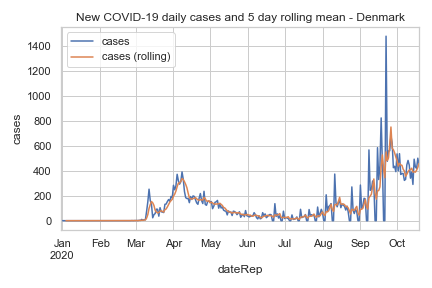 New COVID-19 daily cases and 5 day rolling mean - Denmark
cases
cases (rolling)
1400
1200
1000
800
600
400
200
0
cases
Jan Feb Mar Apr May Jun Jul Aug Sep Oct
2020
dateRep